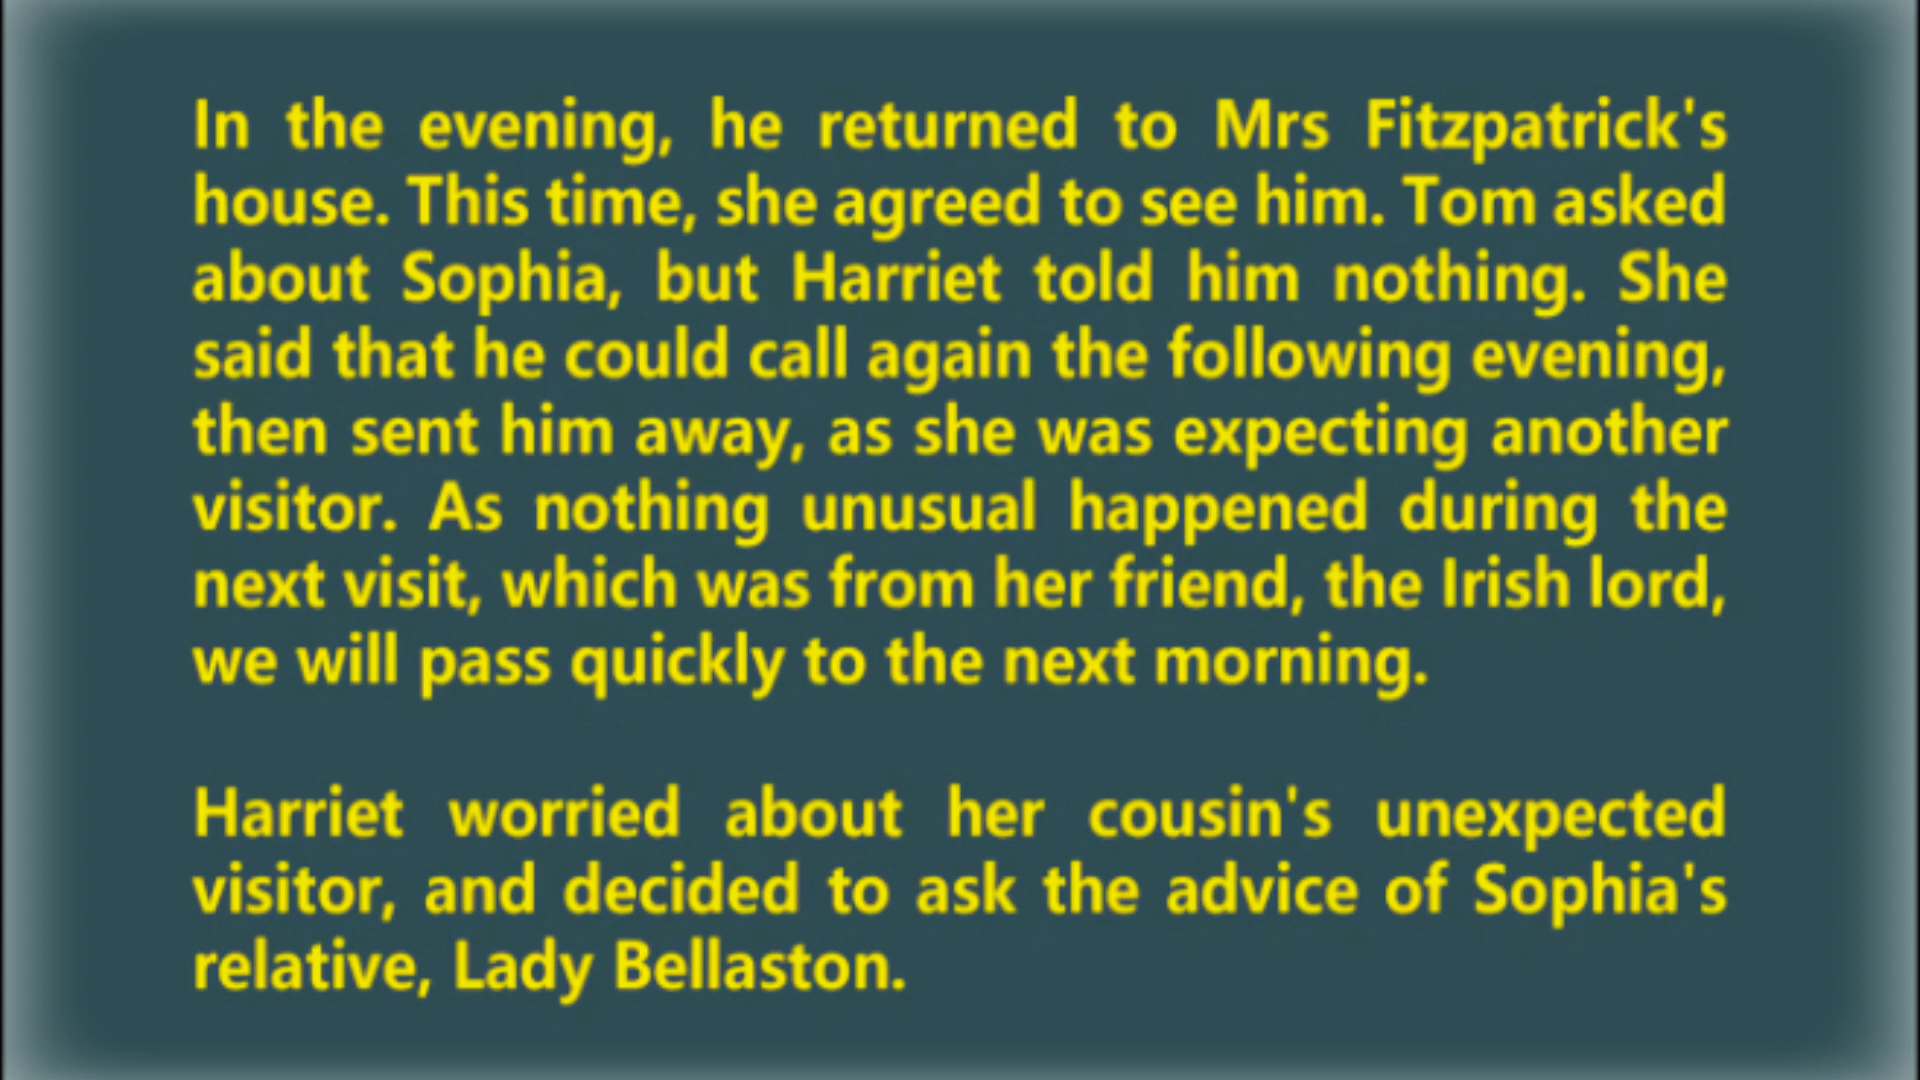 In the evening, he returned to Mrs Fitzpatrick's
house. This time, she agreed to see him. Tom asked
about Sophia, but Harriet told him nothing. She
said that he could call again the following evening,
then sent him away, as she was expecting another
visitor. As nothing unusual happened during the
next visit, which was from her friend, the Irish lord,
we will pass quickly to the next morning.
Harriet worried about her cousin's unexpected
visitor, and decided to ask the advice of Sophia's
relative, Lady Bellaston.